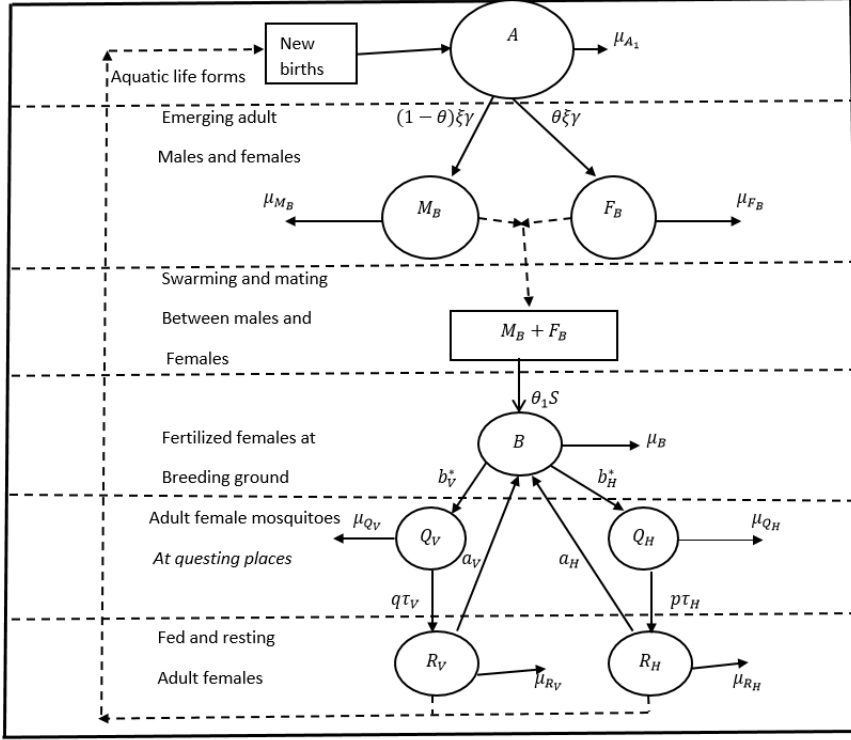 A
New
births
μ_{A_1}
Aquatic life forms
Emerging adult
(1 − θ)ξγ
θξγ
Males and females
μ_{M_B}
M_B
F_B
μ_{F_B}
Swarming and mating
Between males and
M_B + F_B
Females
θ_1S
Fertilized females at
B
μ_B
Breeding ground
b_V^*
b_H^*
Adult female mosquitoes
μ_{Q_V}
Q_V
Q_H
μ_{Q_H}
At questing places
a_V
a_H
qτ_V
pτ_H
Fed and resting
R_V
R_H
Adult females
μ_{R_V}
μ_{R_H}